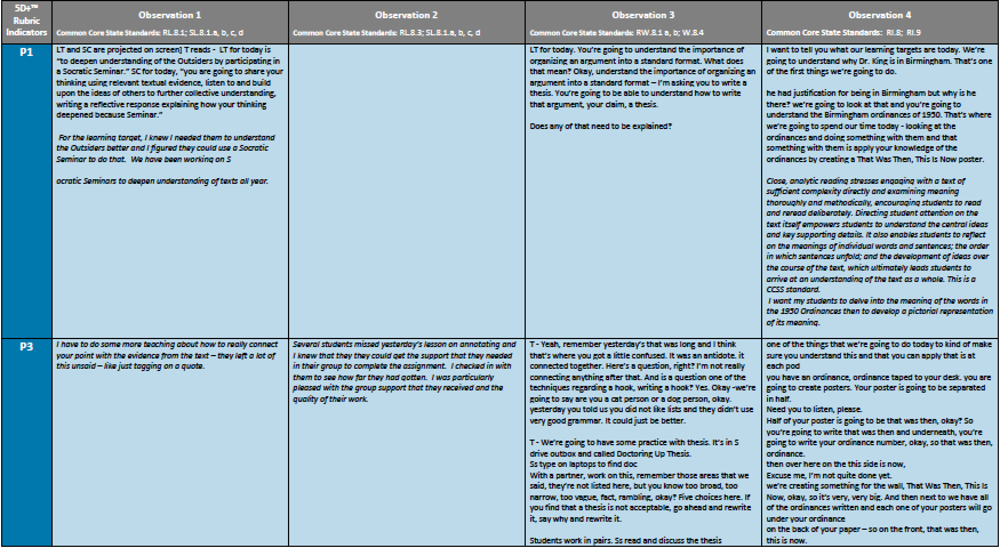 5D+™
Rubric
Indicators
Observation 1
Common Core State Standards: RL.8.1; SL.8.1.a, b, c, d
Observation 2
Common Core State Standards: RL.8.3; SL.8.1.a, b, c, d
Observation 3
Common Core State Standards: RW.8.1 a, b; W.8.4
Observation 4
Common Core State Standards: RI.8; RI.9
P1
LT and SC are projected on screen] T reads - LT for today is
“to deepen understanding of the Outsiders by participating in
a Socratic Seminar.” SC for today, “you are going to share your
thinking using relevant textual evidence, listen to and build
upon the ideas of others to further collective understanding,
writing a reflective response explaining how your thinking
deepened because Seminar.”
For the learning target, I knew I needed them to understand
the Outsiders better and I figured they could use a Socratic
Seminar to do that. We have been working on S
ocratic Seminars to deepen understanding of texts all year.
LT for today. You’re going to understand the importance of
organizing an argument into a standard format. What does
that mean? Okay, understand the importance of organizing an
argument into a standard format – I’m asking you to write a
thesis. You’re going to be able to understand how to write
that argument, your claim, a thesis.
Does any of that need to be explained?
I want to tell you what our learning targets are today. We’re
going to understand why Dr. King is in Birmingham. That’s one
of the first things we’re going to do.
he had justification for being in Birmingham but why is he
there? we’re going to look at that and you’re going to
understand the Birmingham ordinances of 1950. That’s where
we’re going to spend our time today - looking at the
ordinances and doing something with them and that
something with them is apply your knowledge of the
ordinances by creating a That Was Then, This Is Now poster.
Close, analytic reading stresses engaging with a text of
sufficient complexity directly and examining meaning
thoroughly and methodically, encouraging students to read
and reread deliberately. Directing student attention on the
text itself empowers students to understand the central ideas
and key supporting details. It also enables students to reflect
on the meanings of individual words and sentences; the order
in which sentences unfold; and the development of ideas over
the course of the text, which ultimately leads students to
arrive at an understanding of the text as a whole. This is a
CCSS standard.
I want my students to delve into the meaning of the words in
the 1950 Ordinances then to develop a pictorial representation
of its meaning.
P3
I have to do some more teaching about how to really connect
your point with the evidence from the text – they left a lot of
this unsaid – like just tagging on a quote.
Several students missed yesterday’s lesson on annotating and
I knew that they they could get the support that they needed
in their group to complete the assignment. I checked in with
them to see how far they had gotten. I was particularly
pleased with the group support that they received and the
quality of their work.
T - Yeah, remember yesterday’s that was long and I think
that’s where you got a little confused. It was an antidote. it
connected together. Here’s a question, right? I’m not really
connecting anything after that. And is a question one of the
techniques regarding a hook, writing a hook? Yes. Okay -we’re
going to say are you a cat person or a dog person, okay.
yesterday you told us you did not like lists and they didn’t use
very good grammar. It could just be better.
T - We’re going to have some practice with thesis. It’s in S
drive outbox and called Doctoring Up Thesis.
Ss type on laptops to find doc
With a partner, work on this, remember those areas that we
said, they’re not listed here, but you know too broad, too
narrow, too vague, fact, rambling, okay? Five choices here. If
you find that a thesis is not acceptable, go ahead and rewrite
it, say why and rewrite it.
Students work in pairs. Ss read and discuss the thesis
one of the things that we’re going to do today to kind of make
sure you understand this and that you can apply that is at
each pod
you have an ordinance, ordinance taped to your desk. you are
going to create posters. Your poster is going to be separated
in half.
Need you to listen, please.
Half of your poster is going to be that was then, okay? So
you’re going to write that was then and underneath, you’re
going to write your ordinance number, okay, so that was then,
ordinance.
then over here on the this side is now,
Excuse me, I’m not quite done yet.
we’re creating something for the wall, That Was Then, This Is
Now, okay, so it’s very, very big. And then next to we have all
of the ordinances written and each one of your posters will go
under your ordinance
on the back of your paper – so on the front, that was then,
this is now.